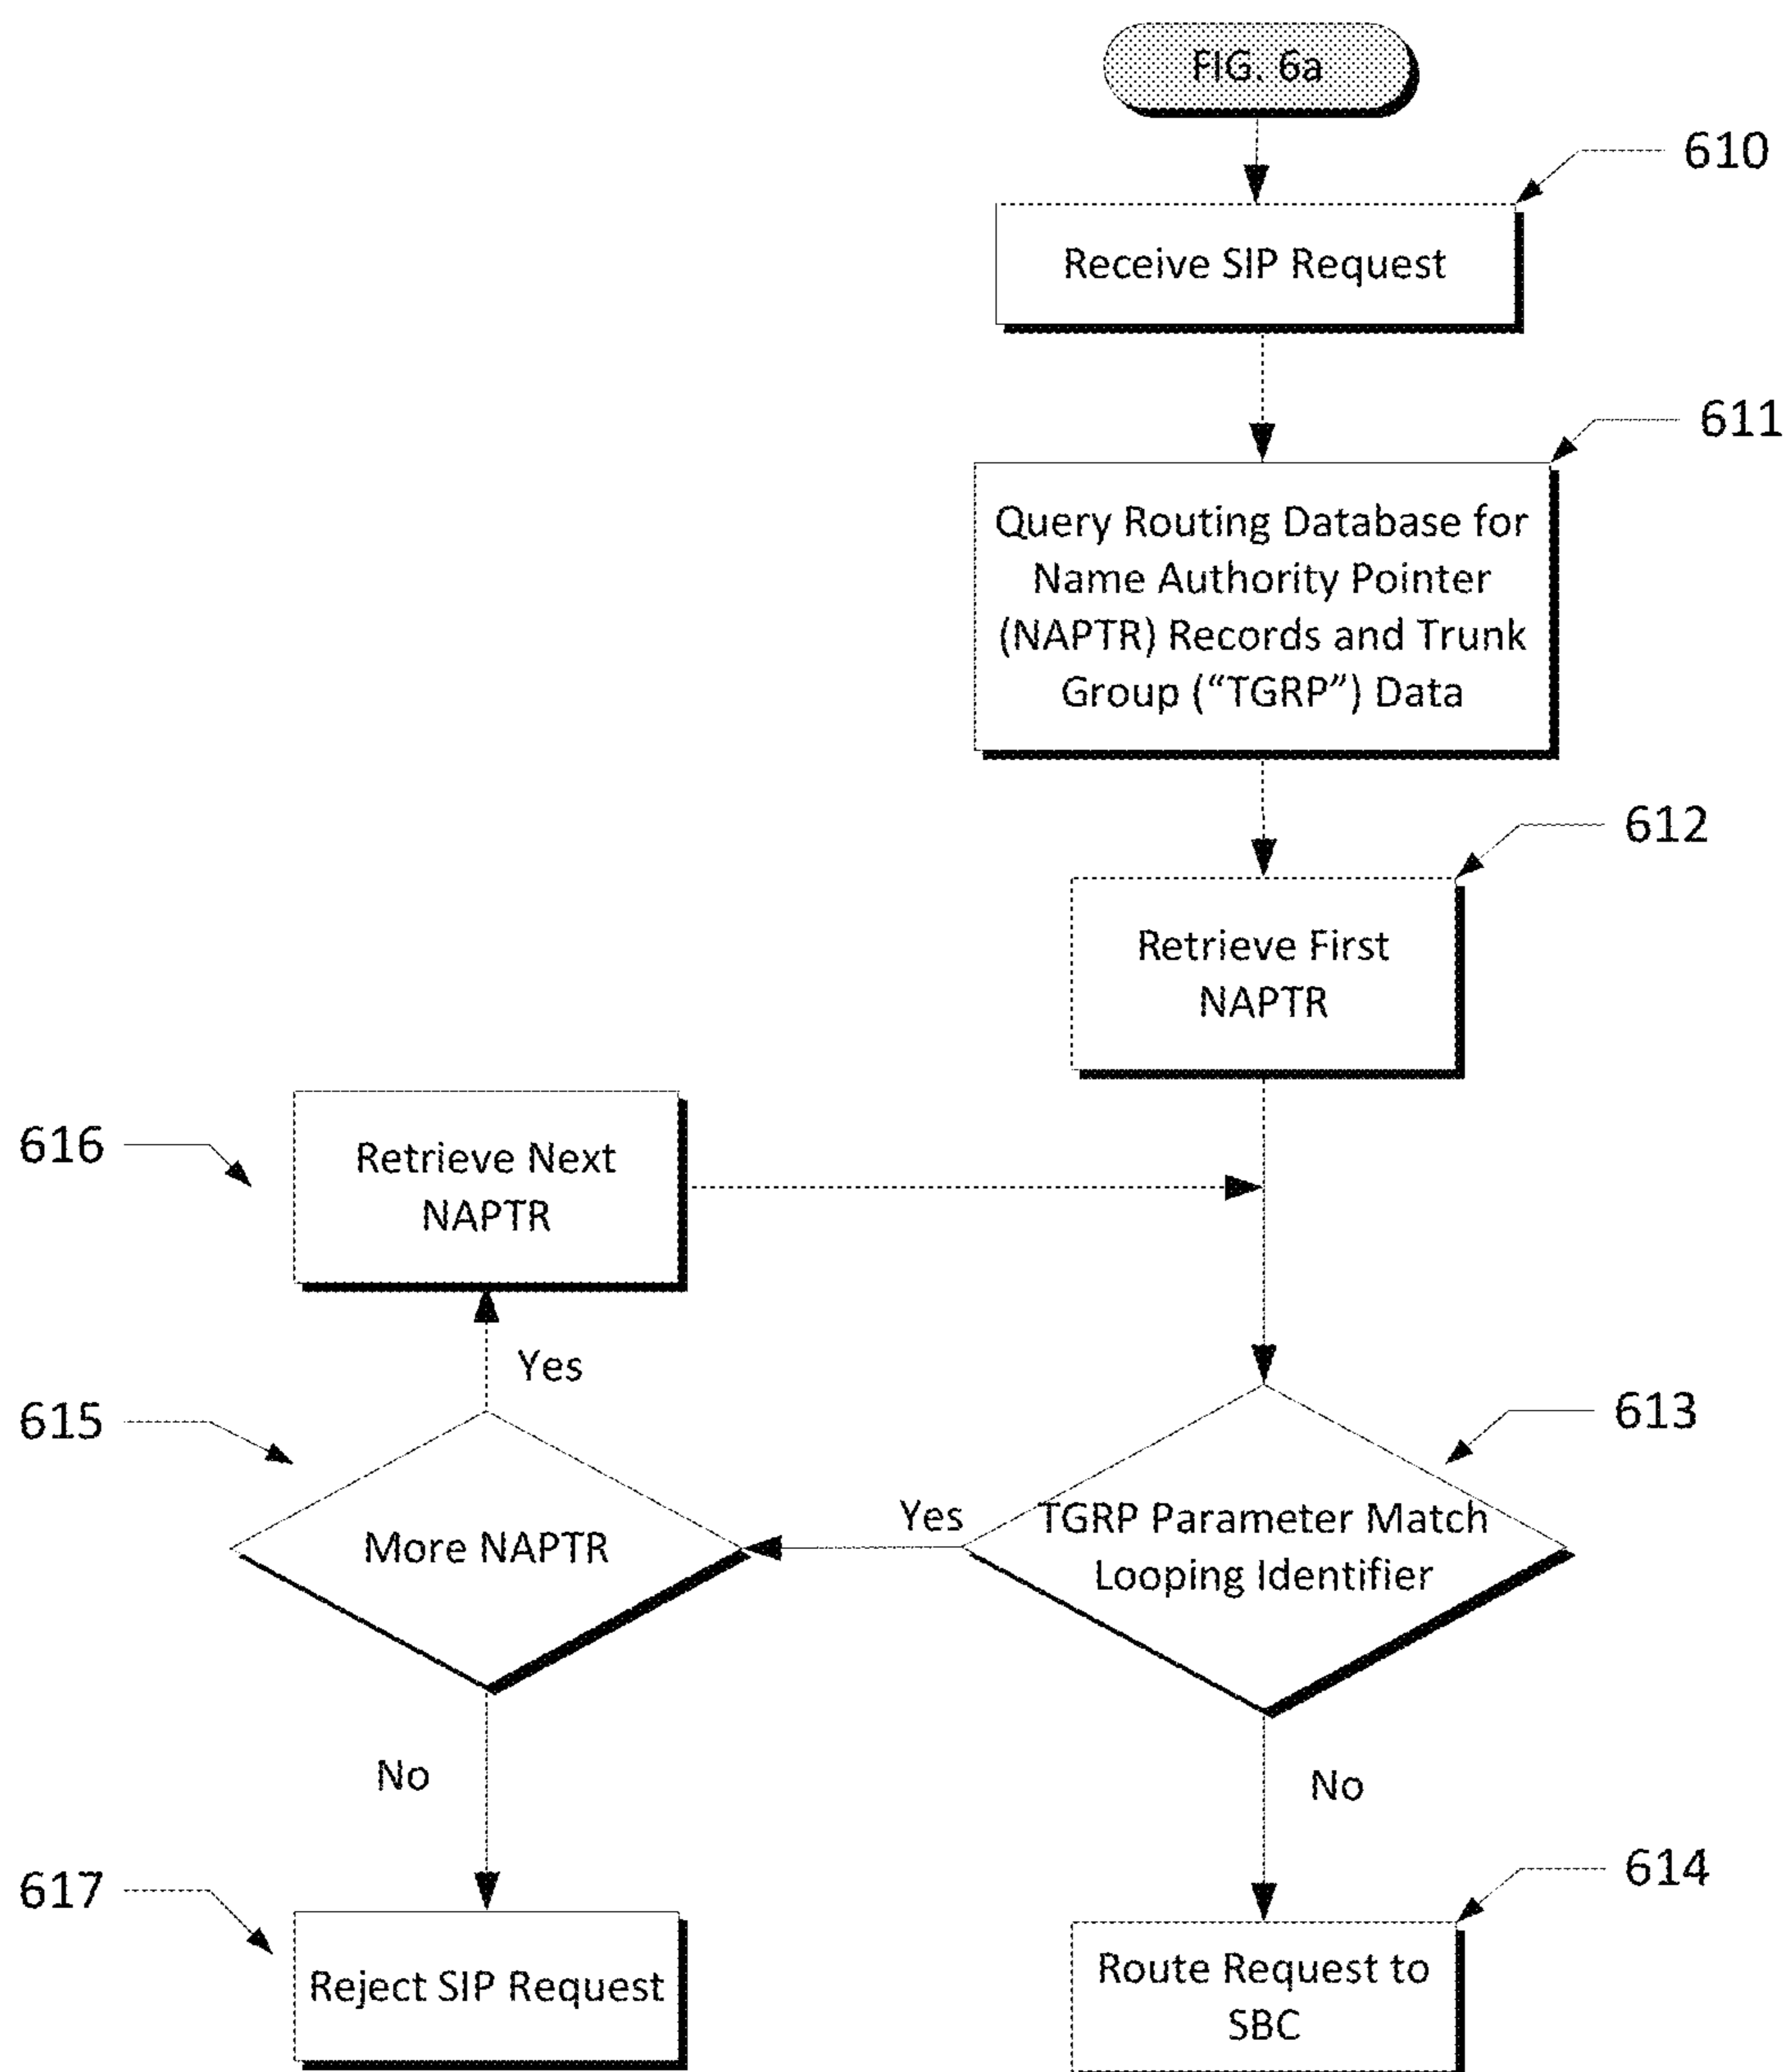 FIG. 6a
610
Receive SIP Request
611
Query Routing Database for
Name Authority Pointer
(NAPTR) Records and Trunk
Group (“TGRP”) Data
612
Retrieve First
NAPTR
616
Retrieve Next
NAPTR
Yes
615
More NAPTR
Yes
613
TGRP Parameter Match
Looping Identifier
No
No
617
Reject SIP Request
614
Route Request to
SBC